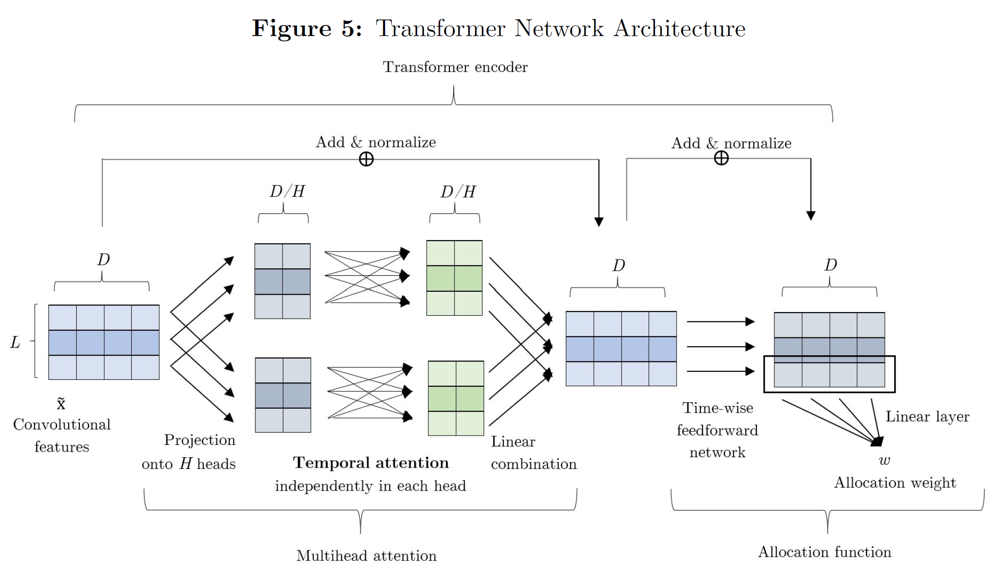 Figure 5: Transformer Network Architecture
Transformer encoder
Add & normalize
Add & normalize
D/H
D/H
D
D
D
L
x̃
Convolutional
features
Projection
onto H heads
Temporal attention
independently in each head
Linear
combination
Time-wise
feedforward
network
Linear layer
w
Allocation weight
Multihead attention
Allocation function